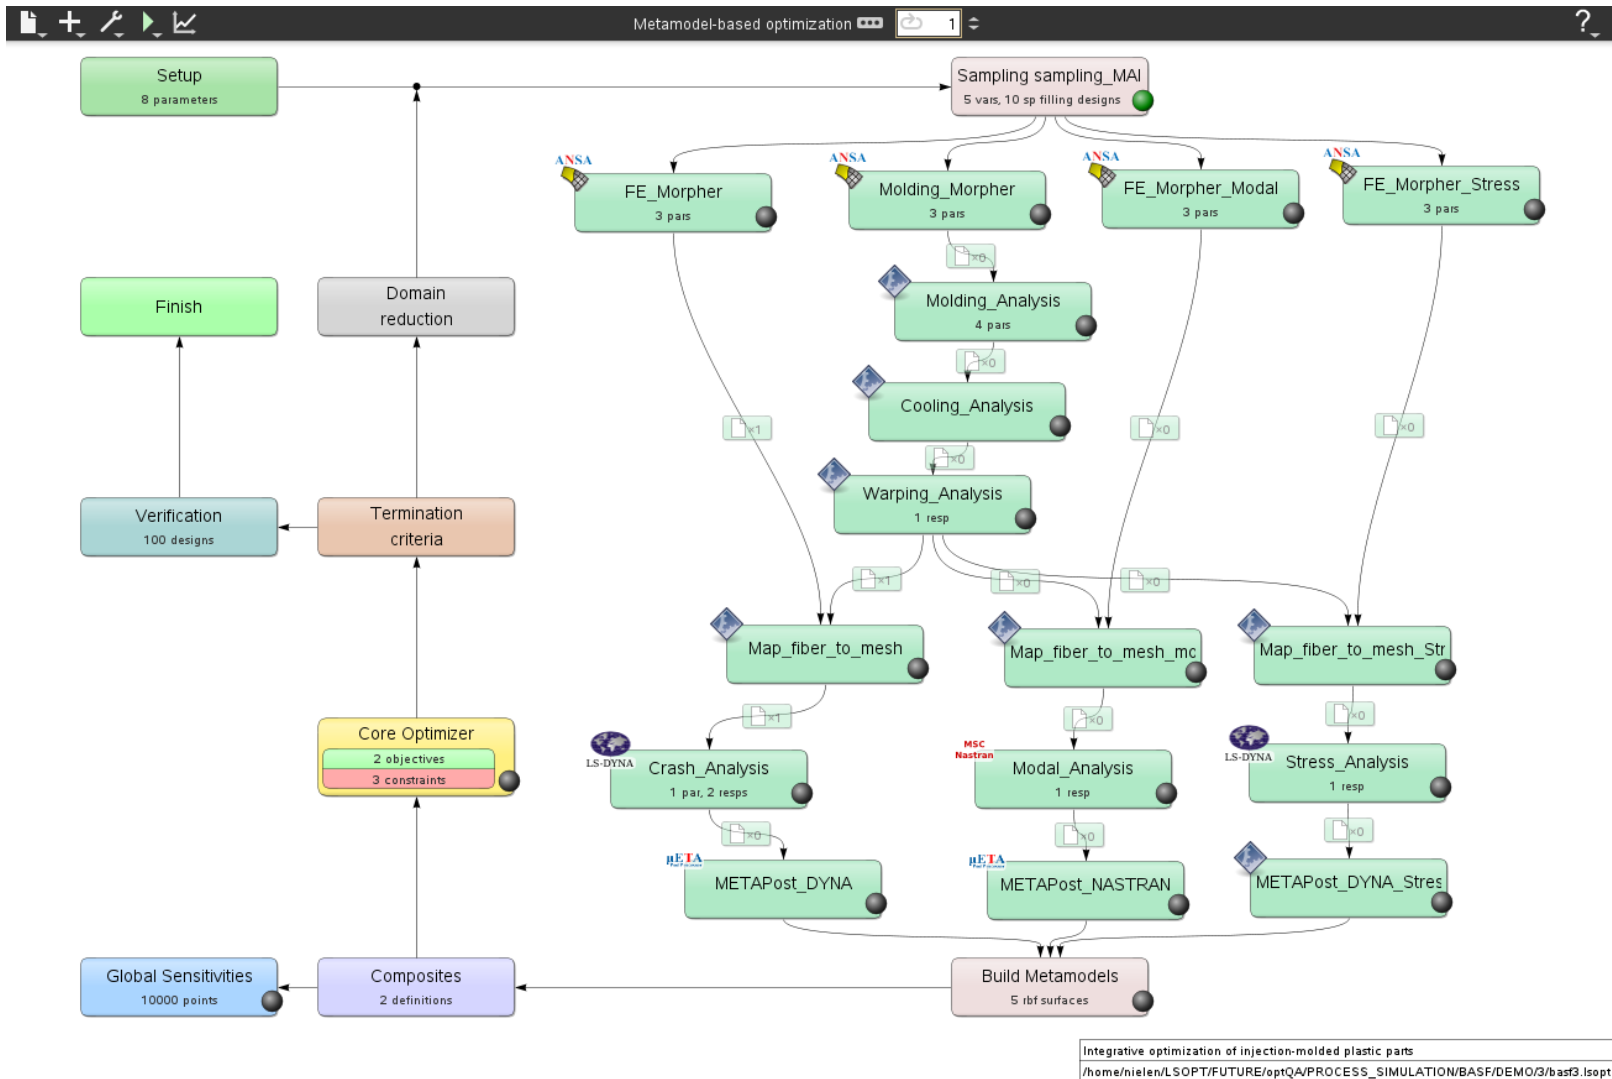 Metamodel-based optimization
1
?
Setup
8 parameters
Sampling sampling_MAI
5 vars, 10 sp filling designs
ANSA
FE_Morpher
3 pars
ANSA
Molding_Morpher
3 pars
ANSA
FE_Morpher_Modal
3 pars
ANSA
FE_Morpher_Stress
3 pars
×0
Finish
Domain
reduction
Molding_Analysis
4 pars
×0
Cooling_Analysis
×1
×0
×0
×0
Warping_Analysis
1 resp
Verification
100 designs
Termination
criteria
×1
×0
×0
Map_fiber_to_mesh
Map_fiber_to_mesh_mo
Map_fiber_to_mesh_Str
×1
×0
×0
Core Optimizer
2 objectives
3 constraints
LS-DYNA
Crash_Analysis
1 par, 2 resps
MSC
Nastran
Modal_Analysis
1 resp
LS-DYNA
Stress_Analysis
1 resp
×0
×0
×0
μETA
METAPost_DYNA
μETA
METAPost_NASTRAN
METAPost_DYNA_Stres
Global Sensitivities
10000 points
Composites
2 definitions
Build Metamodels
5 rbf surfaces
Integrative optimization of injection-molded plastic parts
/home/nielen/LSOPT/FUTURE/optQA/PROCESS_SIMULATION/BASF/DEMO/3/basf3.lsopt